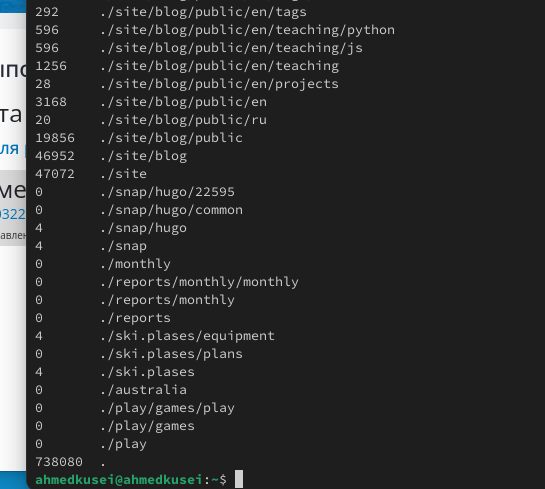 292 ./site/blog/public/en/tags
596 ./site/blog/public/en/teaching/python
596 ./site/blog/public/en/teaching/js
1256 ./site/blog/public/en/teaching
28 ./site/blog/public/en/projects
3168 ./site/blog/public/en
20 ./site/blog/public/ru
19856 ./site/blog/public
46952 ./site/blog
47072 ./site
0 ./snap/hugo/22595
0 ./snap/hugo/common
4 ./snap/hugo
4 ./snap
0 ./monthly
0 ./reports/monthly/monthly
0 ./reports/monthly
0 ./reports
4 ./ski.plases/equipment
0 ./ski.plases/plans
4 ./ski.plases
0 ./australia
0 ./play/games/play
0 ./play/games
0 ./play
738080 .
ahmedkusei@ahmedkusei:~$